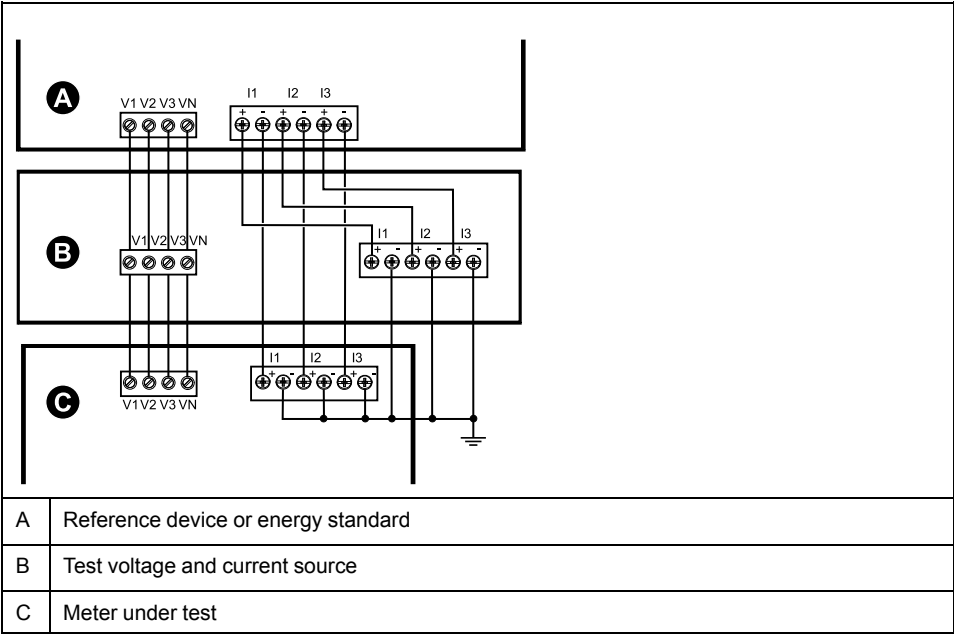 A
V1 V2 V3 VN
I1 I2 I3
+ - + - + -
B
V1 V2 V3 VN
I1 I2 I3
+ - + - + -
C
I1 I2 I3
+ - + - + -
V1 V2 V3 VN
A Reference device or energy standard
B Test voltage and current source
C Meter under test